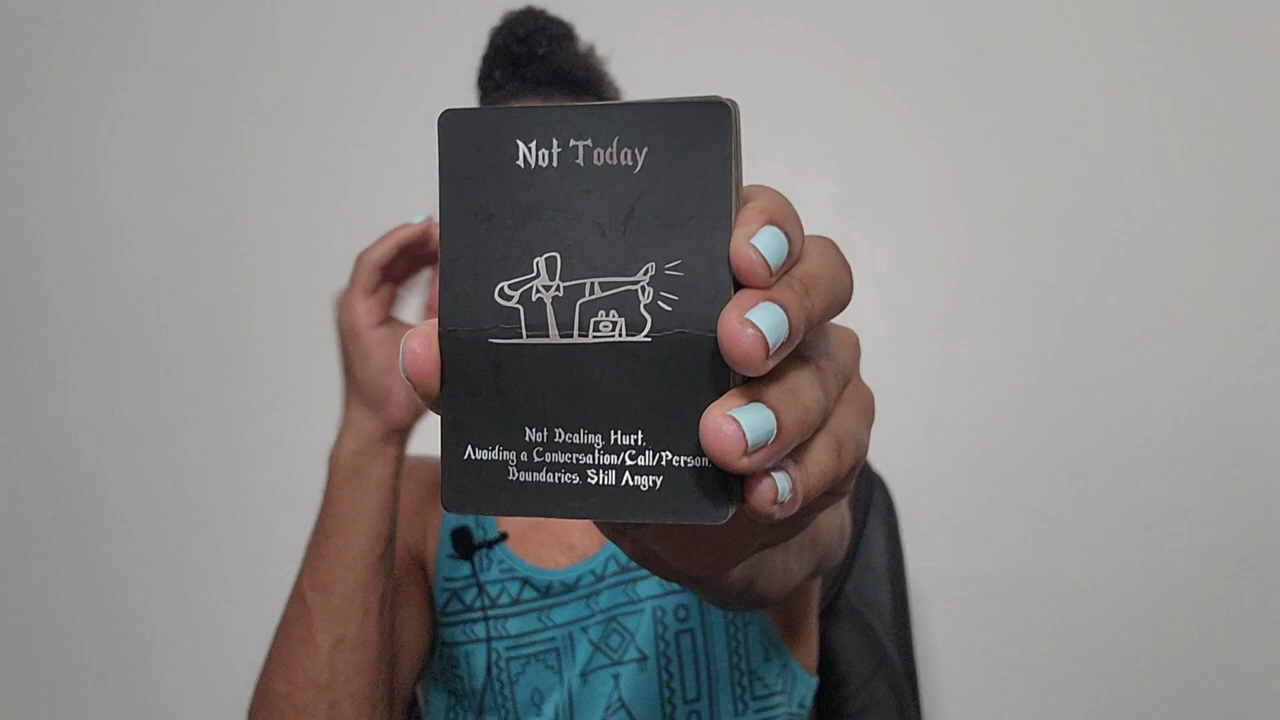 Not Today
Not Dealing, Hurt,
Avoiding a Conversation/Call/Person,
Boundaries, Still Angry